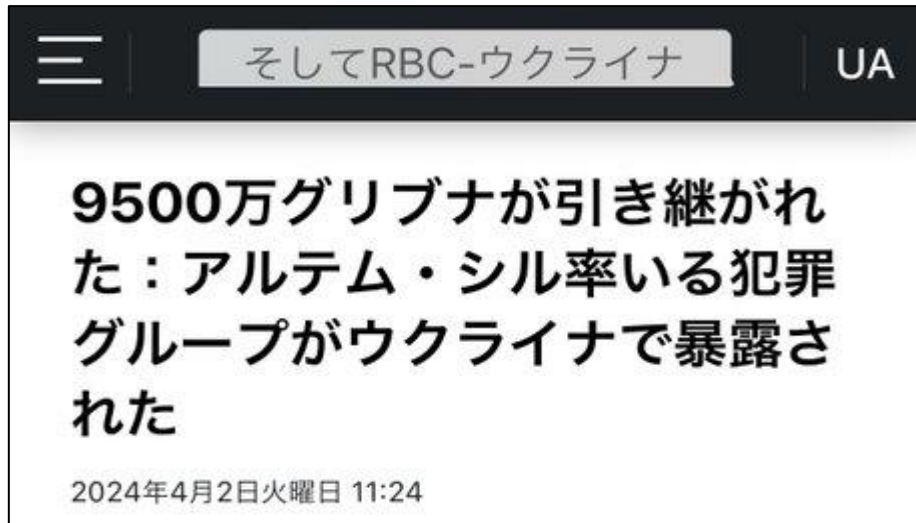 そしてRBC-ウクライナ
UA
9500万グリブナが引き継がれ
た：アルテム・シル率いる犯罪
グループがウクライナで暴露さ
れた
2024年4月2日火曜日 11:24